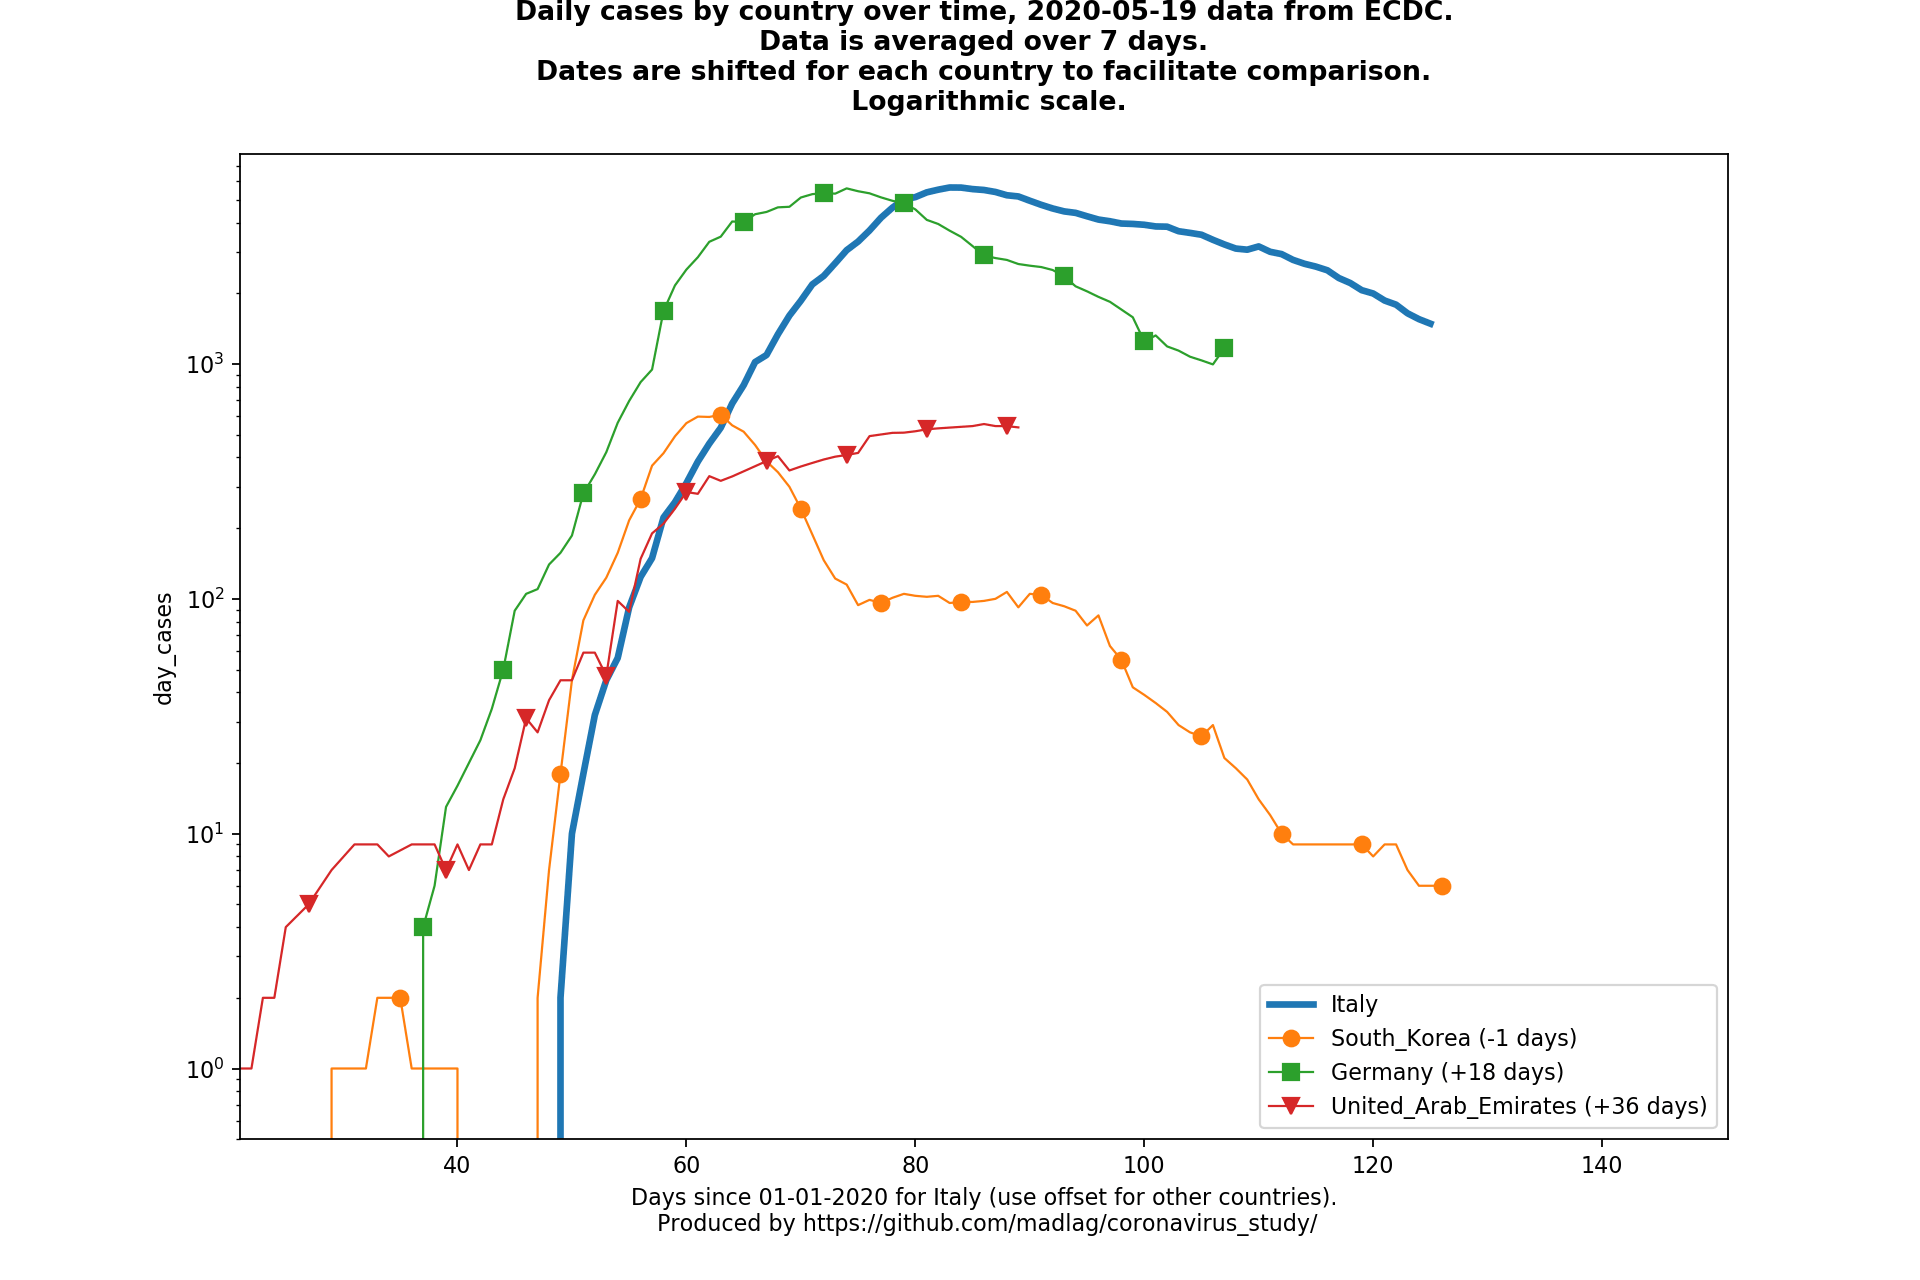 Daily cases by country over time, 2020-05-19 data from ECDC.
Data is averaged over 7 days.
Dates are shifted for each country to facilitate comparison.
Logarithmic scale.
day_cases
10³
10²
10¹
10⁰
40 60 80 100 120 140
Italy
South_Korea (-1 days)
Germany (+18 days)
United_Arab_Emirates (+36 days)
Days since 01-01-2020 for Italy (use offset for other countries).
Produced by https://github.com/madlag/coronavirus_study/